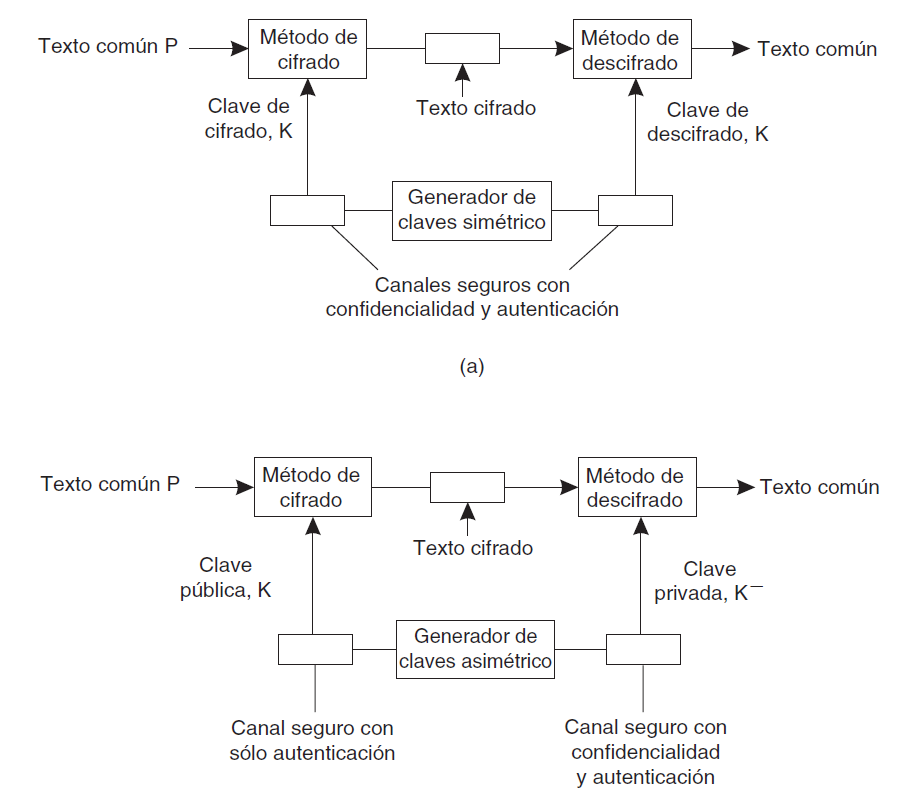 Texto común P
Método de
cifrado
Método de
descifrado
Texto común
Clave de
cifrado, K
Texto cifrado
Clave de
descifrado, K
Generador de
claves simétrico
Canales seguros con
confidencialidad y autenticación
(a)
Texto común P
Método de
cifrado
Método de
descifrado
Texto común
Clave
pública, K
Texto cifrado
Clave
privada, K⁻
Generador de
claves asimétrico
Canal seguro con
sólo autenticación
Canal seguro con
confidencialidad
y autenticación